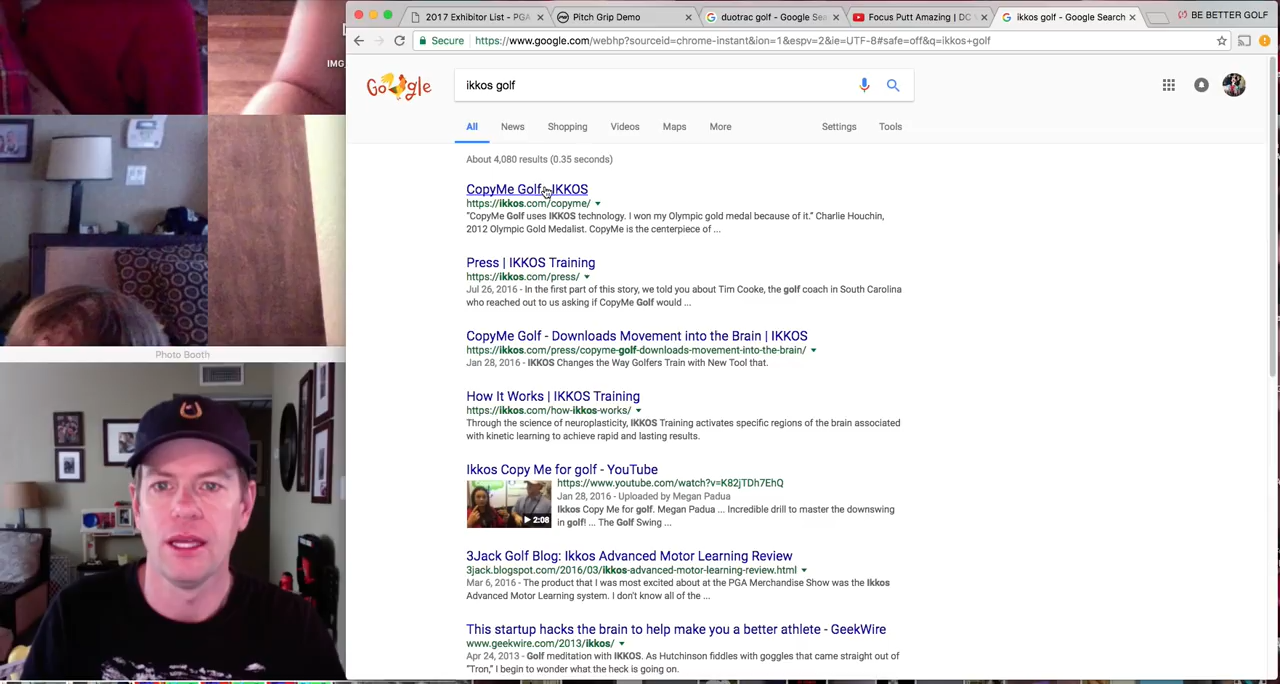 IMG_
Photo Booth
2017 Exhibitor List - PGA
Pitch Grip Demo
duotrac golf - Google Sea
Focus Putt Amazing | DC
ikkos golf - Google Search
BE BETTER GOLF
Secure
https://www.google.com/webhp?sourceid=chrome-instant&ion=1&espv=2&ie=UTF-8#safe=off&q=ikkos+golf
Google
ikkos golf
All
News
Shopping
Videos
Maps
More
Settings
Tools
About 4,080 results (0.35 seconds)
CopyMe Golf - IKKOS
https://ikkos.com/copyme/
"CopyMe Golf uses IKKOS technology. I won my Olympic gold medal because of it." Charlie Houchin,
2012 Olympic Gold Medalist. CopyMe is the centerpiece of ...
Press | IKKOS Training
https://ikkos.com/press/
Jul 26, 2016 - In the first part of this story, we told you about Tim Cooke, the golf coach in South Carolina
who reached out to us asking if CopyMe Golf would ...
CopyMe Golf - Downloads Movement into the Brain | IKKOS
https://ikkos.com/press/copyme-golf-downloads-movement-into-the-brain/
Jan 28, 2016 - IKKOS Changes the Way Golfers Train with New Tool that.
How It Works | IKKOS Training
https://ikkos.com/how-ikkos-works/
Through the science of neuroplasticity, IKKOS Training activates specific regions of the brain associated
with kinetic learning to achieve rapid and lasting results.
Ikkos Copy Me for golf - YouTube
https://www.youtube.com/watch?v=K82jTDh7EhQ
Jan 28, 2016 - Uploaded by Megan Padua
Ikkos Copy Me for golf. Megan Padua ... Incredible drill to master the downswing
in golf! ... The Golf Swing ...
2:08
3Jack Golf Blog: Ikkos Advanced Motor Learning Review
3jack.blogspot.com/2016/03/ikkos-advanced-motor-learning-review.html
Mar 6, 2016 - The product that I was most excited about at the PGA Merchandise Show was the Ikkos
Advanced Motor Learning system. I don't know all of the ...
This startup hacks the brain to help make you a better athlete - GeekWire
www.geekwire.com/2013/ikkos/
Apr 24, 2013 - Golf meditation with IKKOS. As Hutchinson fiddles with goggles that came straight out of
"Tron," I begin to wonder what the heck is going on.